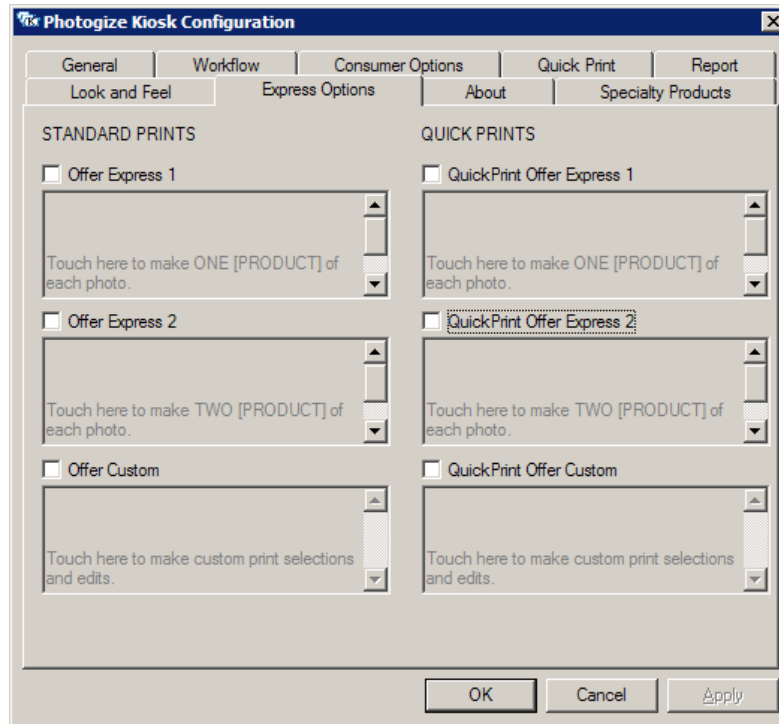 Photogize Kiosk Configuration
General Workflow Consumer Options Quick Print Report
Look and Feel Express Options About Specialty Products
STANDARD PRINTS
Offer Express 1
Touch here to make ONE [PRODUCT] of
each photo.
Offer Express 2
Touch here to make TWO [PRODUCT] of
each photo.
Offer Custom
Touch here to make custom print selections
and edits.
QUICK PRINTS
QuickPrint Offer Express 1
Touch here to make ONE [PRODUCT] of
each photo.
QuickPrint Offer Express 2
Touch here to make TWO [PRODUCT] of
each photo.
QuickPrint Offer Custom
Touch here to make custom print selections
and edits.
OK Cancel Apply